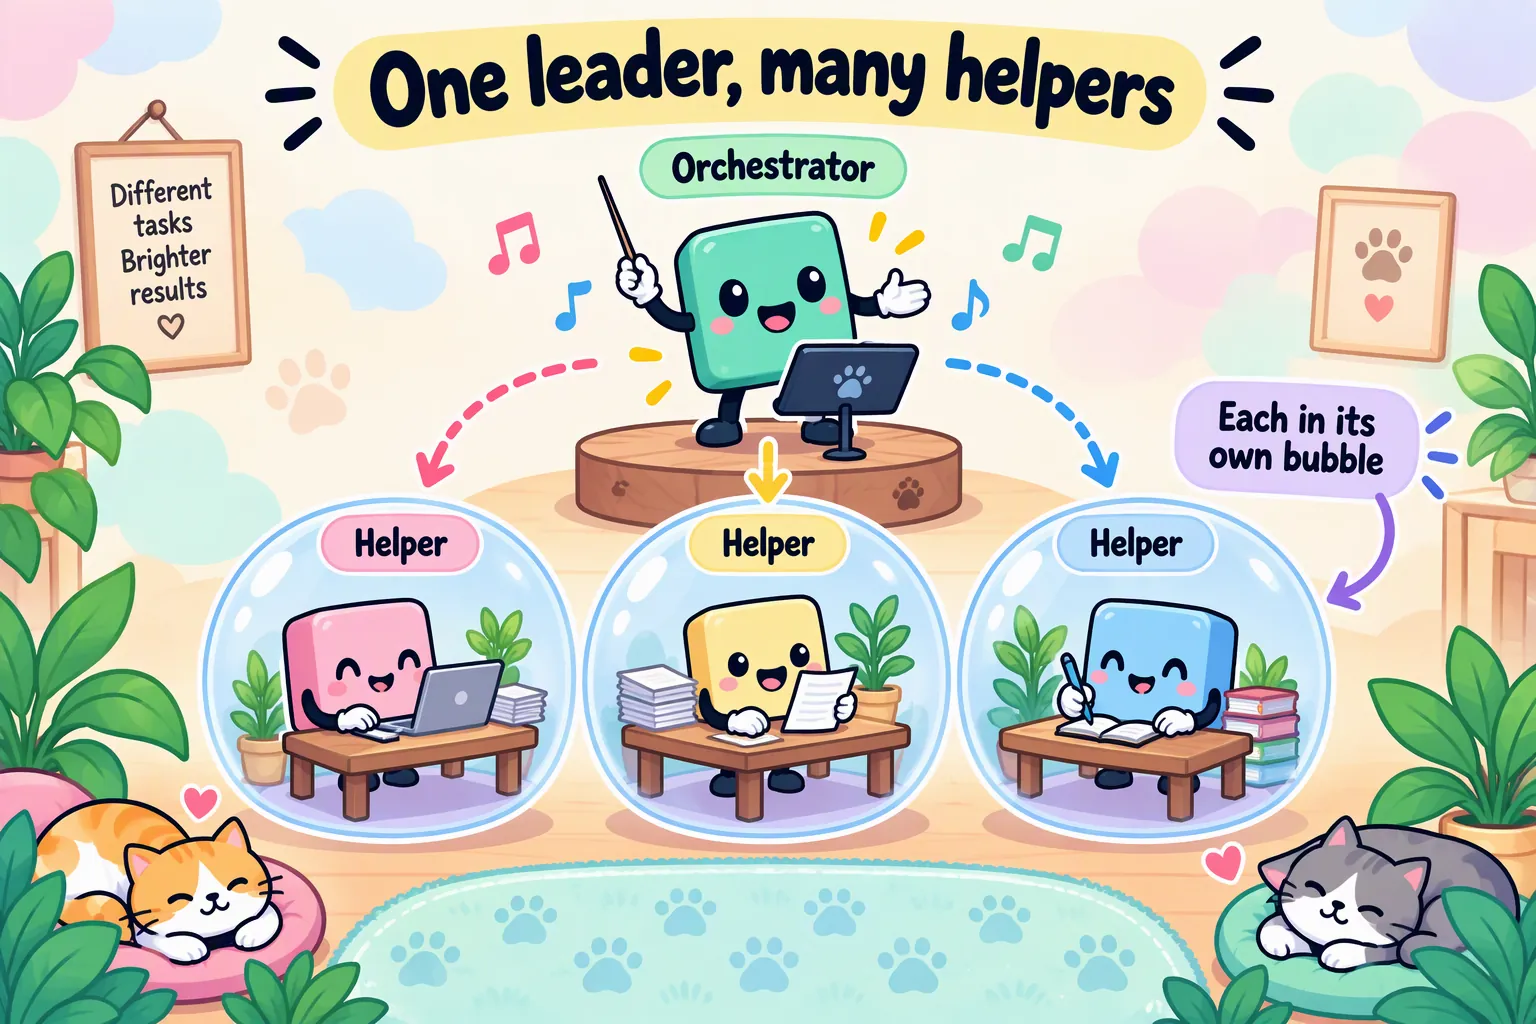 One leader, many helpers
Orchestrator
Different
tasks
Brighter
results
Each in its
own bubble
Helper
Helper
Helper